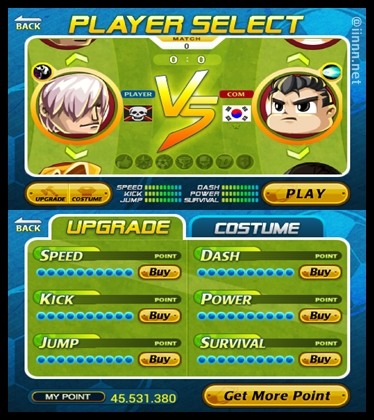 BACK
PLAYER SELECT
@iinnn.net
MATCH
0
0 : 0
PLAYER
VS
COM
UPGRADE
COSTUME
SPEED
KICK
JUMP
DASH
POWER
SURVIVAL
PLAY
BACK
UPGRADE
COSTUME
SPEED POINT
Buy
DASH POINT
Buy
KICK POINT
Buy
POWER POINT
Buy
JUMP POINT
Buy
SURVIVAL POINT
Buy
MY POINT 45.531.380
Get More Point